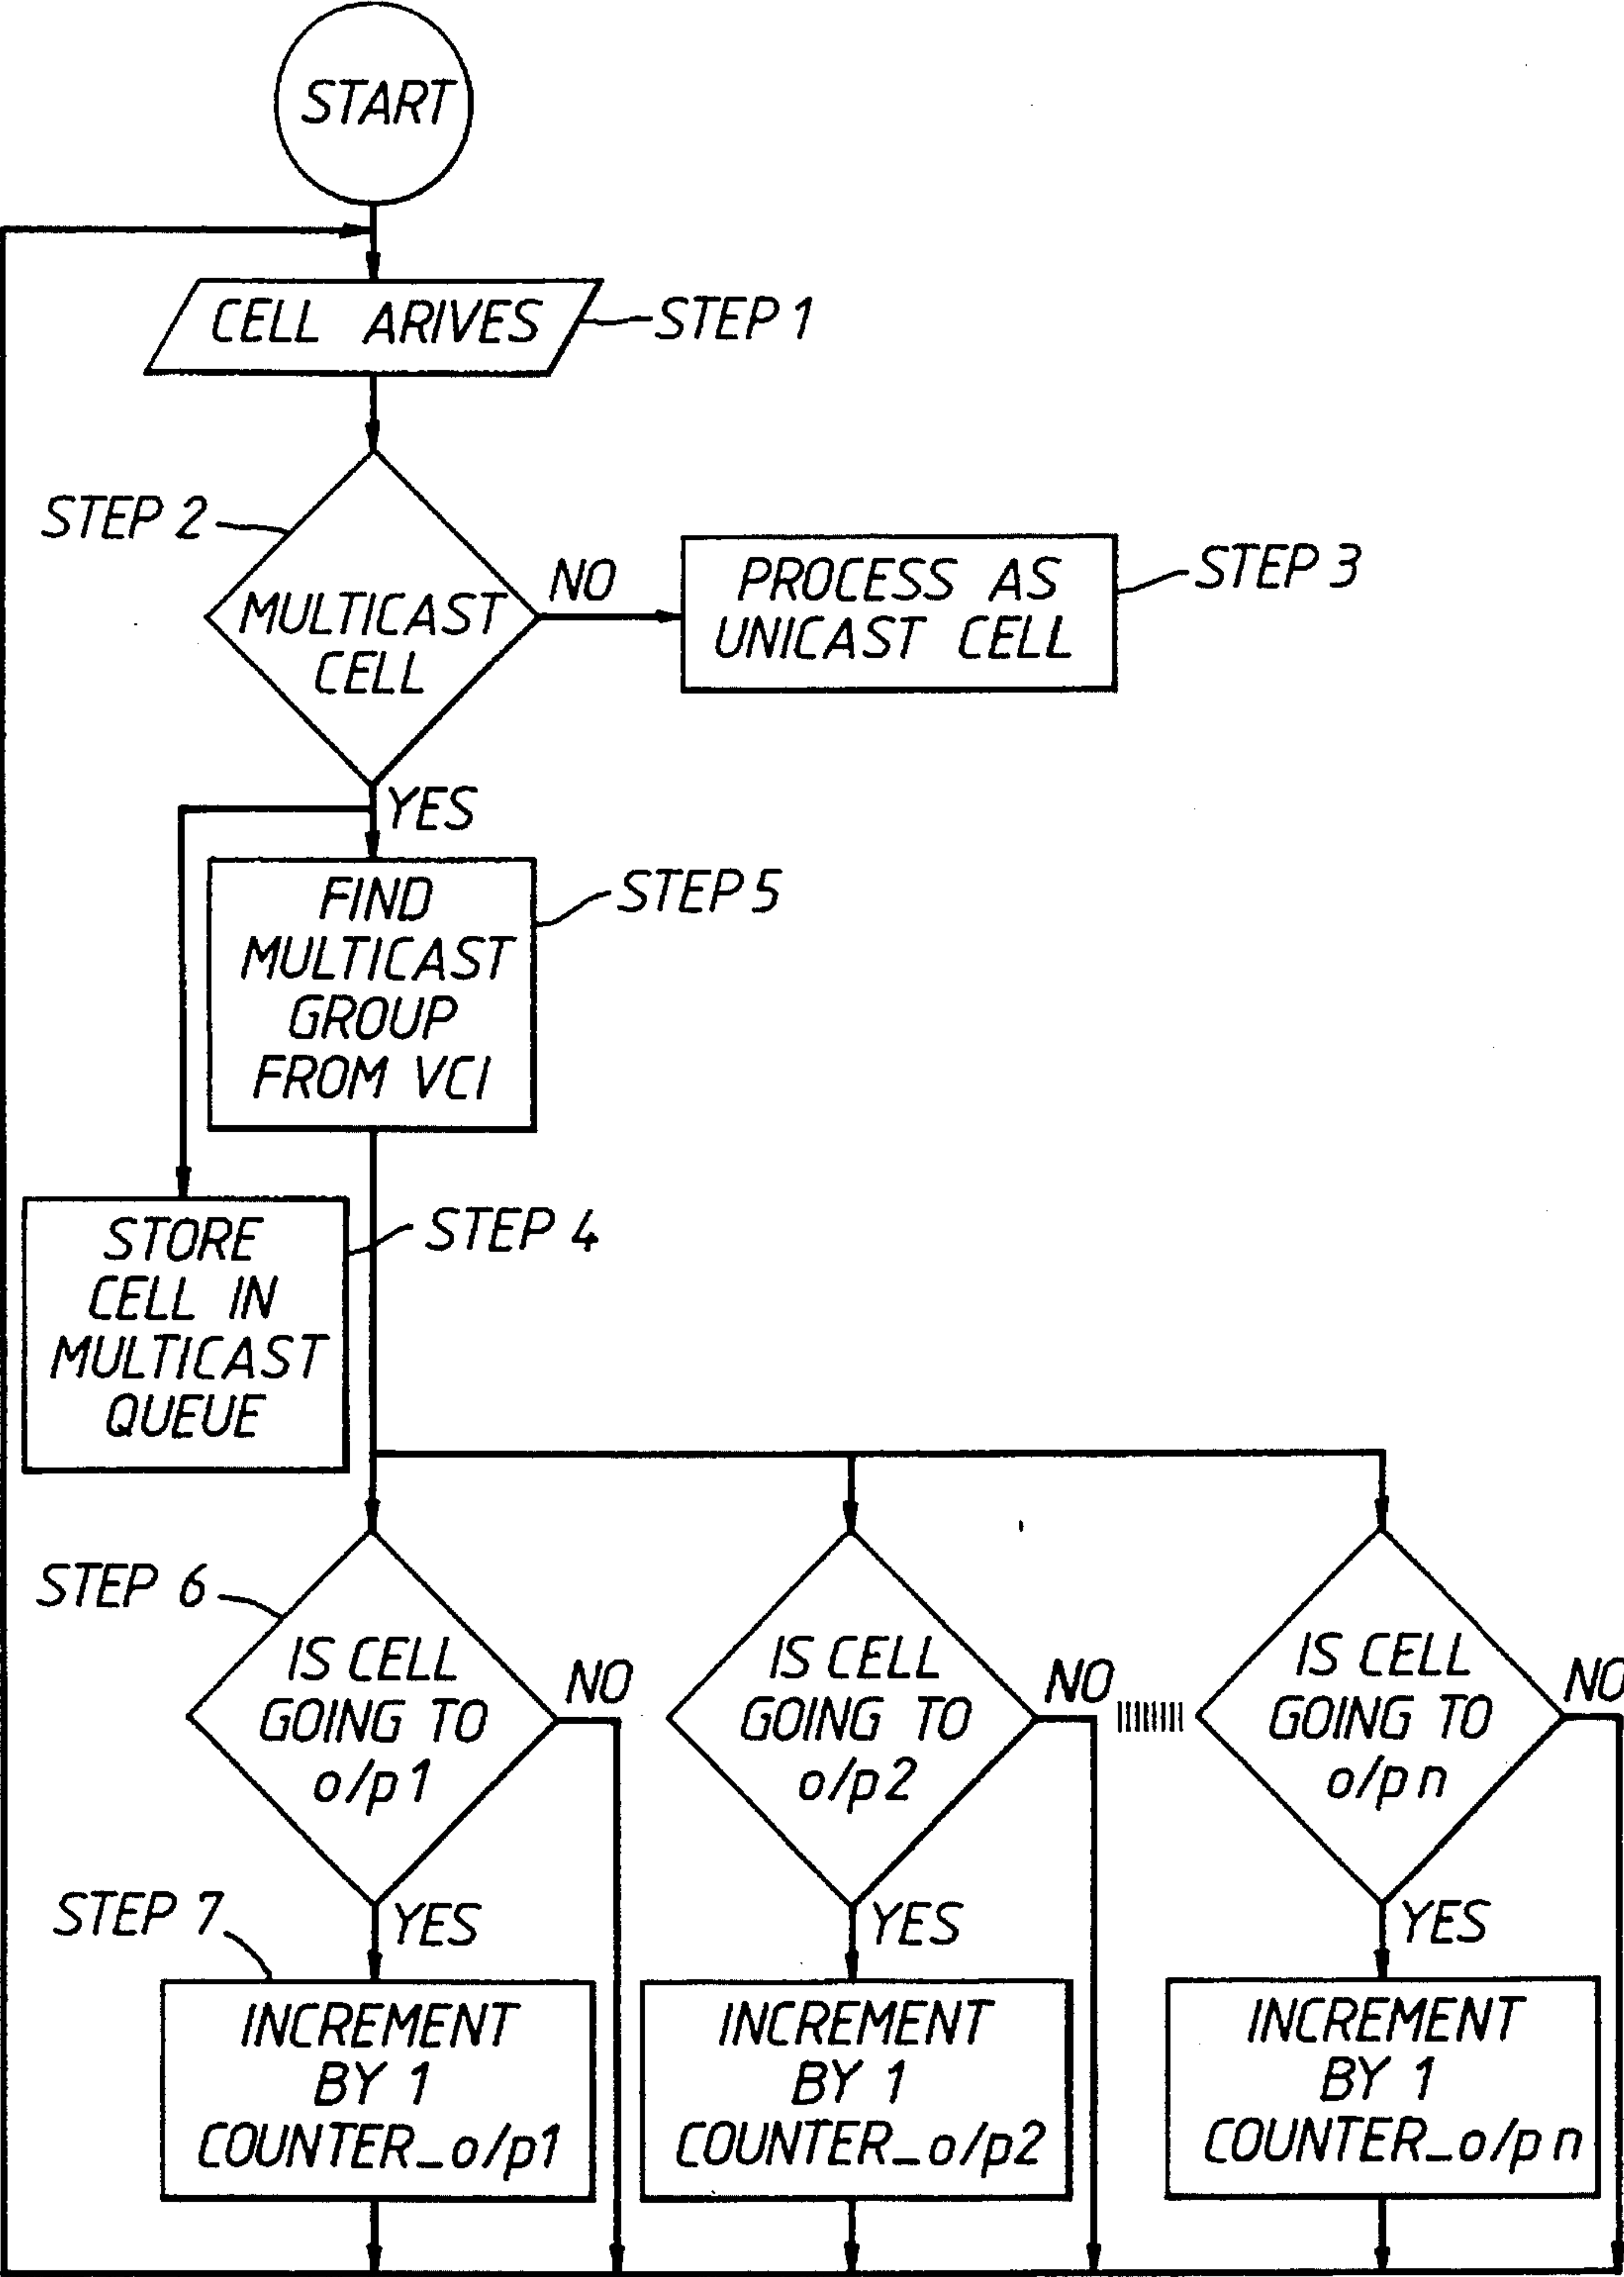 START
CELL ARIVES
STEP 1
STEP 2
MULTICAST
CELL
NO
PROCESS AS
UNICAST CELL
STEP 3
YES
FIND
MULTICAST
GROUP
FROM VCI
STEP 5
STORE
CELL IN
MULTICAST
QUEUE
STEP 4
STEP 6
IS CELL
GOING TO
o/p1
NO
IS CELL
GOING TO
o/p2
NO
IS CELL
GOING TO
o/pn
NO
STEP 7
YES
YES
YES
INCREMENT
BY 1
COUNTER_o/p1
INCREMENT
BY 1
COUNTER_o/p2
INCREMENT
BY 1
COUNTER_o/pn